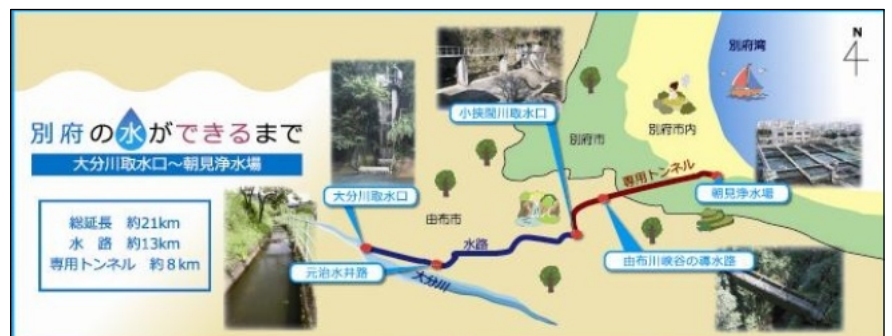 別府の水ができるまで
大分川取水口～朝見浄水場
総延長 約21km
水 路 約13km
専用トンネル 約8km
大分川取水口
元治水井路
大分川
由布市
水路
小挾間川取水口
別府市
別府市内
別府湾
N
専用トンネル
朝見浄水場
由布川峡谷の導水路